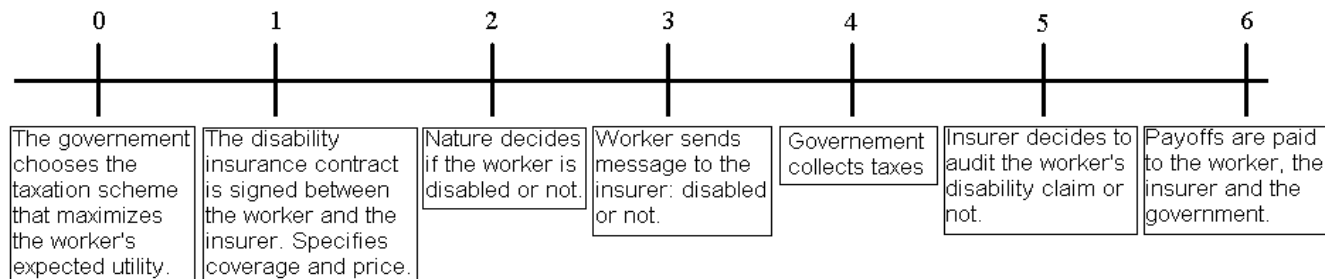 0
1
2
3
4
5
6
The governement
chooses the
taxation scheme
that maximizes
the worker's
expected utility.
The disability
insurance contract
is signed between
the worker and the
insurer. Specifies
coverage and price.
Nature decides
if the worker is
disabled or not.
Worker sends
message to the
insurer: disabled
or not.
Governement
collects taxes
Insurer decides to
audit the worker's
disability claim or
not.
Payoffs are paid
to the worker, the
insurer and the
government.